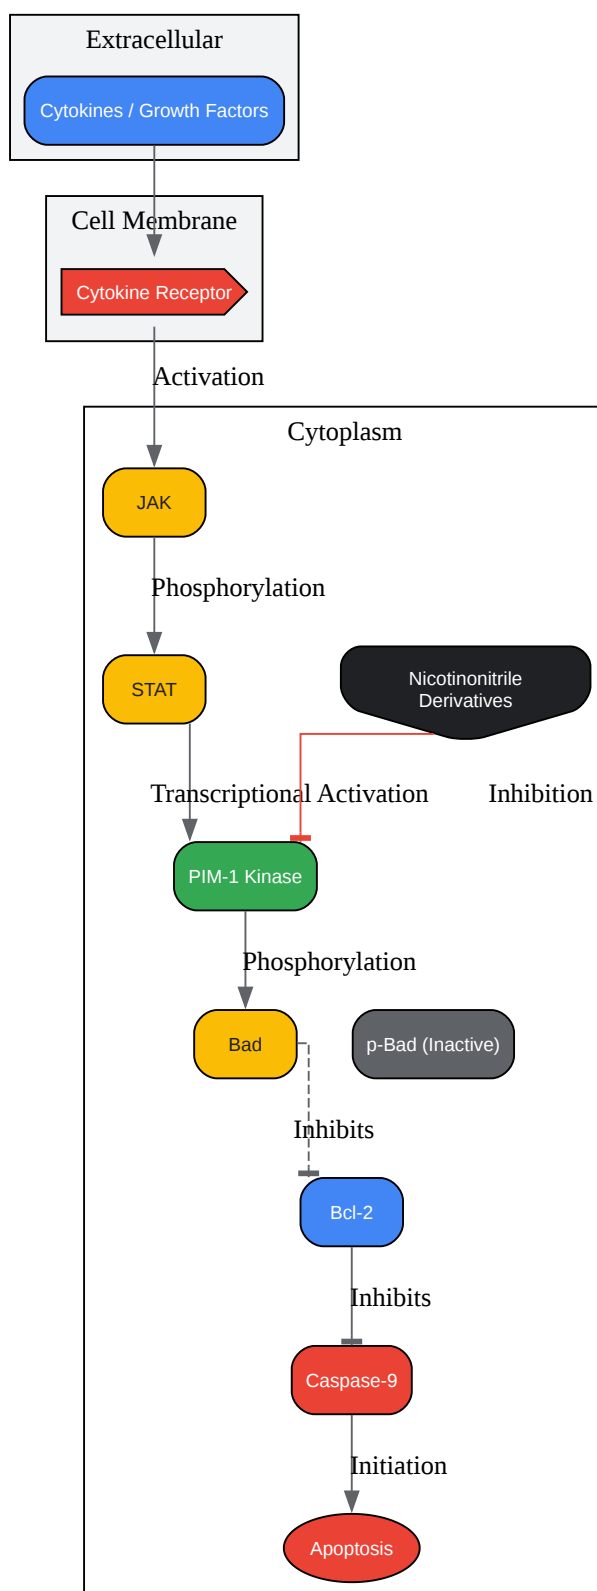 Extracellular
Cytokines / Growth Factors
Cell Membrane
Cytokine Receptor
Activation
Cytoplasm
JAK
Phosphorylation
STAT
Nicotinonitrile
Derivatives
Transcriptional Activation
Inhibition
PIM-1 Kinase
Phosphorylation
Bad
p-Bad (Inactive)
Inhibits
Bcl-2
Inhibits
Caspase-9
Initiation
Apoptosis